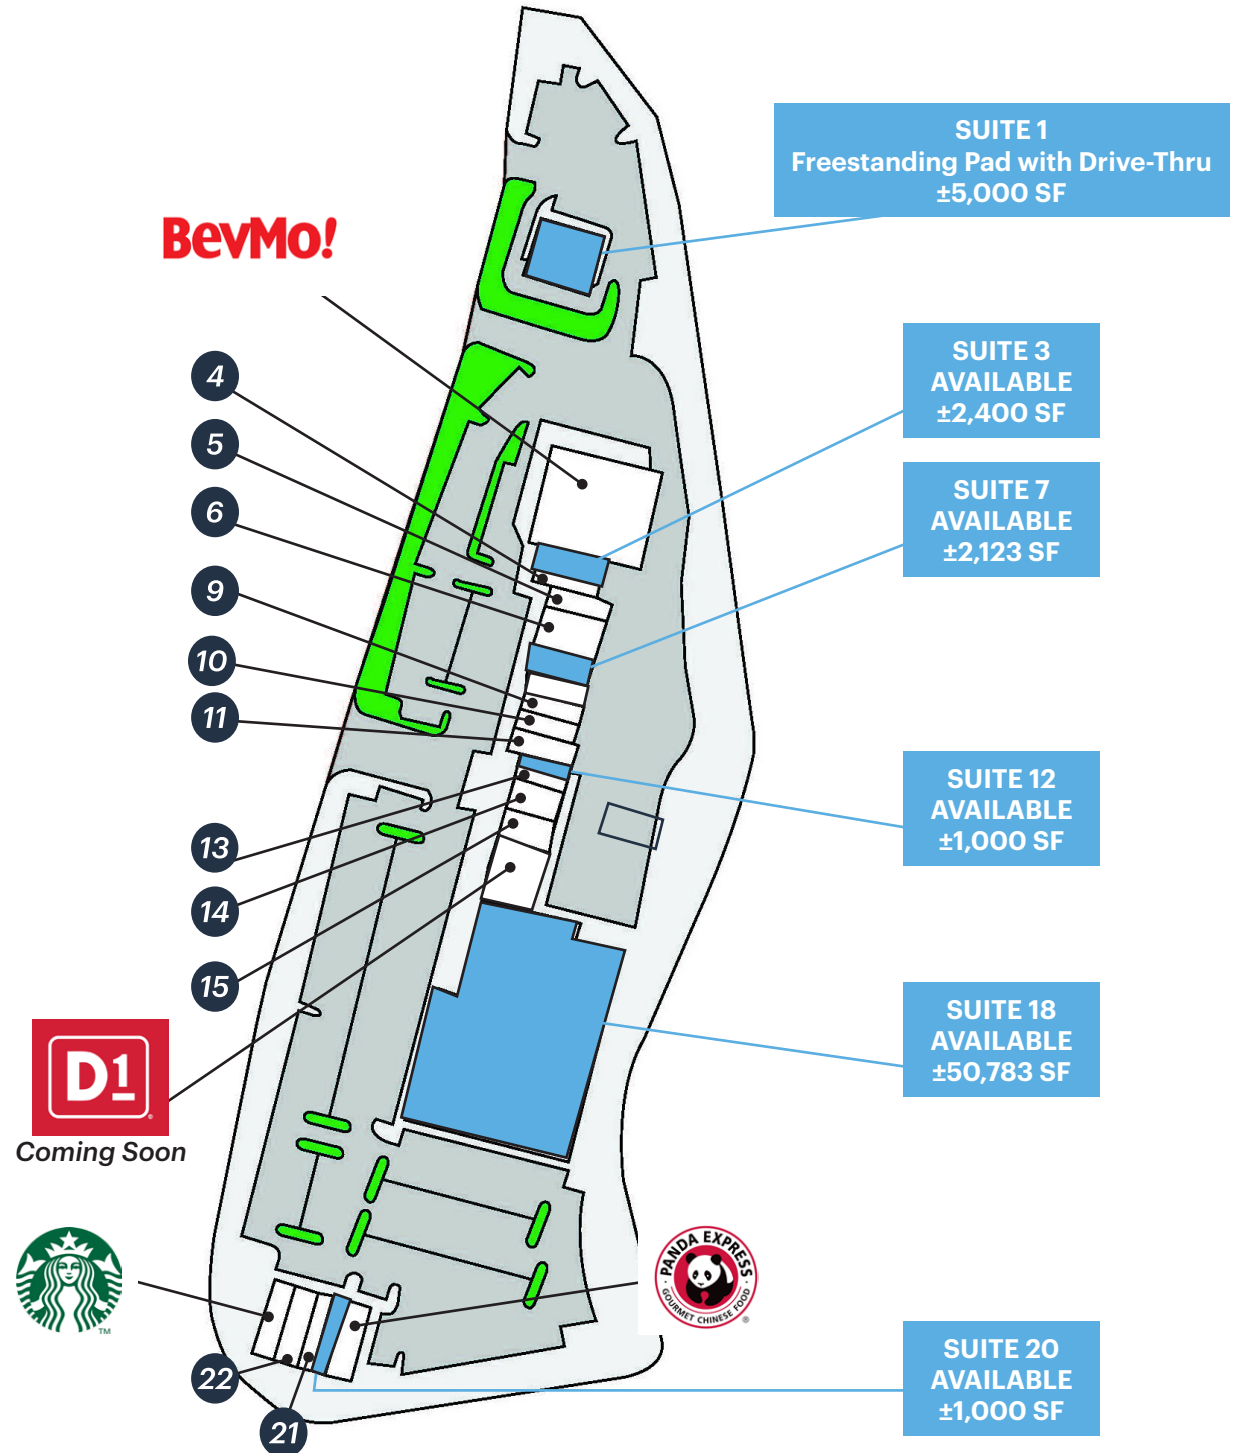 SUITE 1
Freestanding Pad with Drive-Thru
±5,000 SF
BevMo!
SUITE 3
AVAILABLE
±2,400 SF
4
5
SUITE 7
AVAILABLE
±2,123 SF
6
9
10
11
SUITE 12
AVAILABLE
±1,000 SF
13
14
15
SUITE 18
AVAILABLE
±50,783 SF
D1
®
Coming Soon
TM
PANDA EXPRESS
GOURMET CHINESE FOOD
®
SUITE 20
AVAILABLE
±1,000 SF
22
21